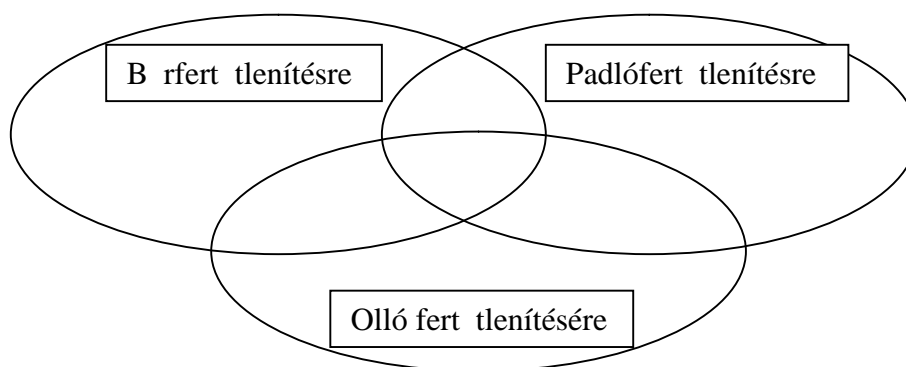 B rfert tlenítésre
Padlófert tlenítésre
Olló fert tlenítésére